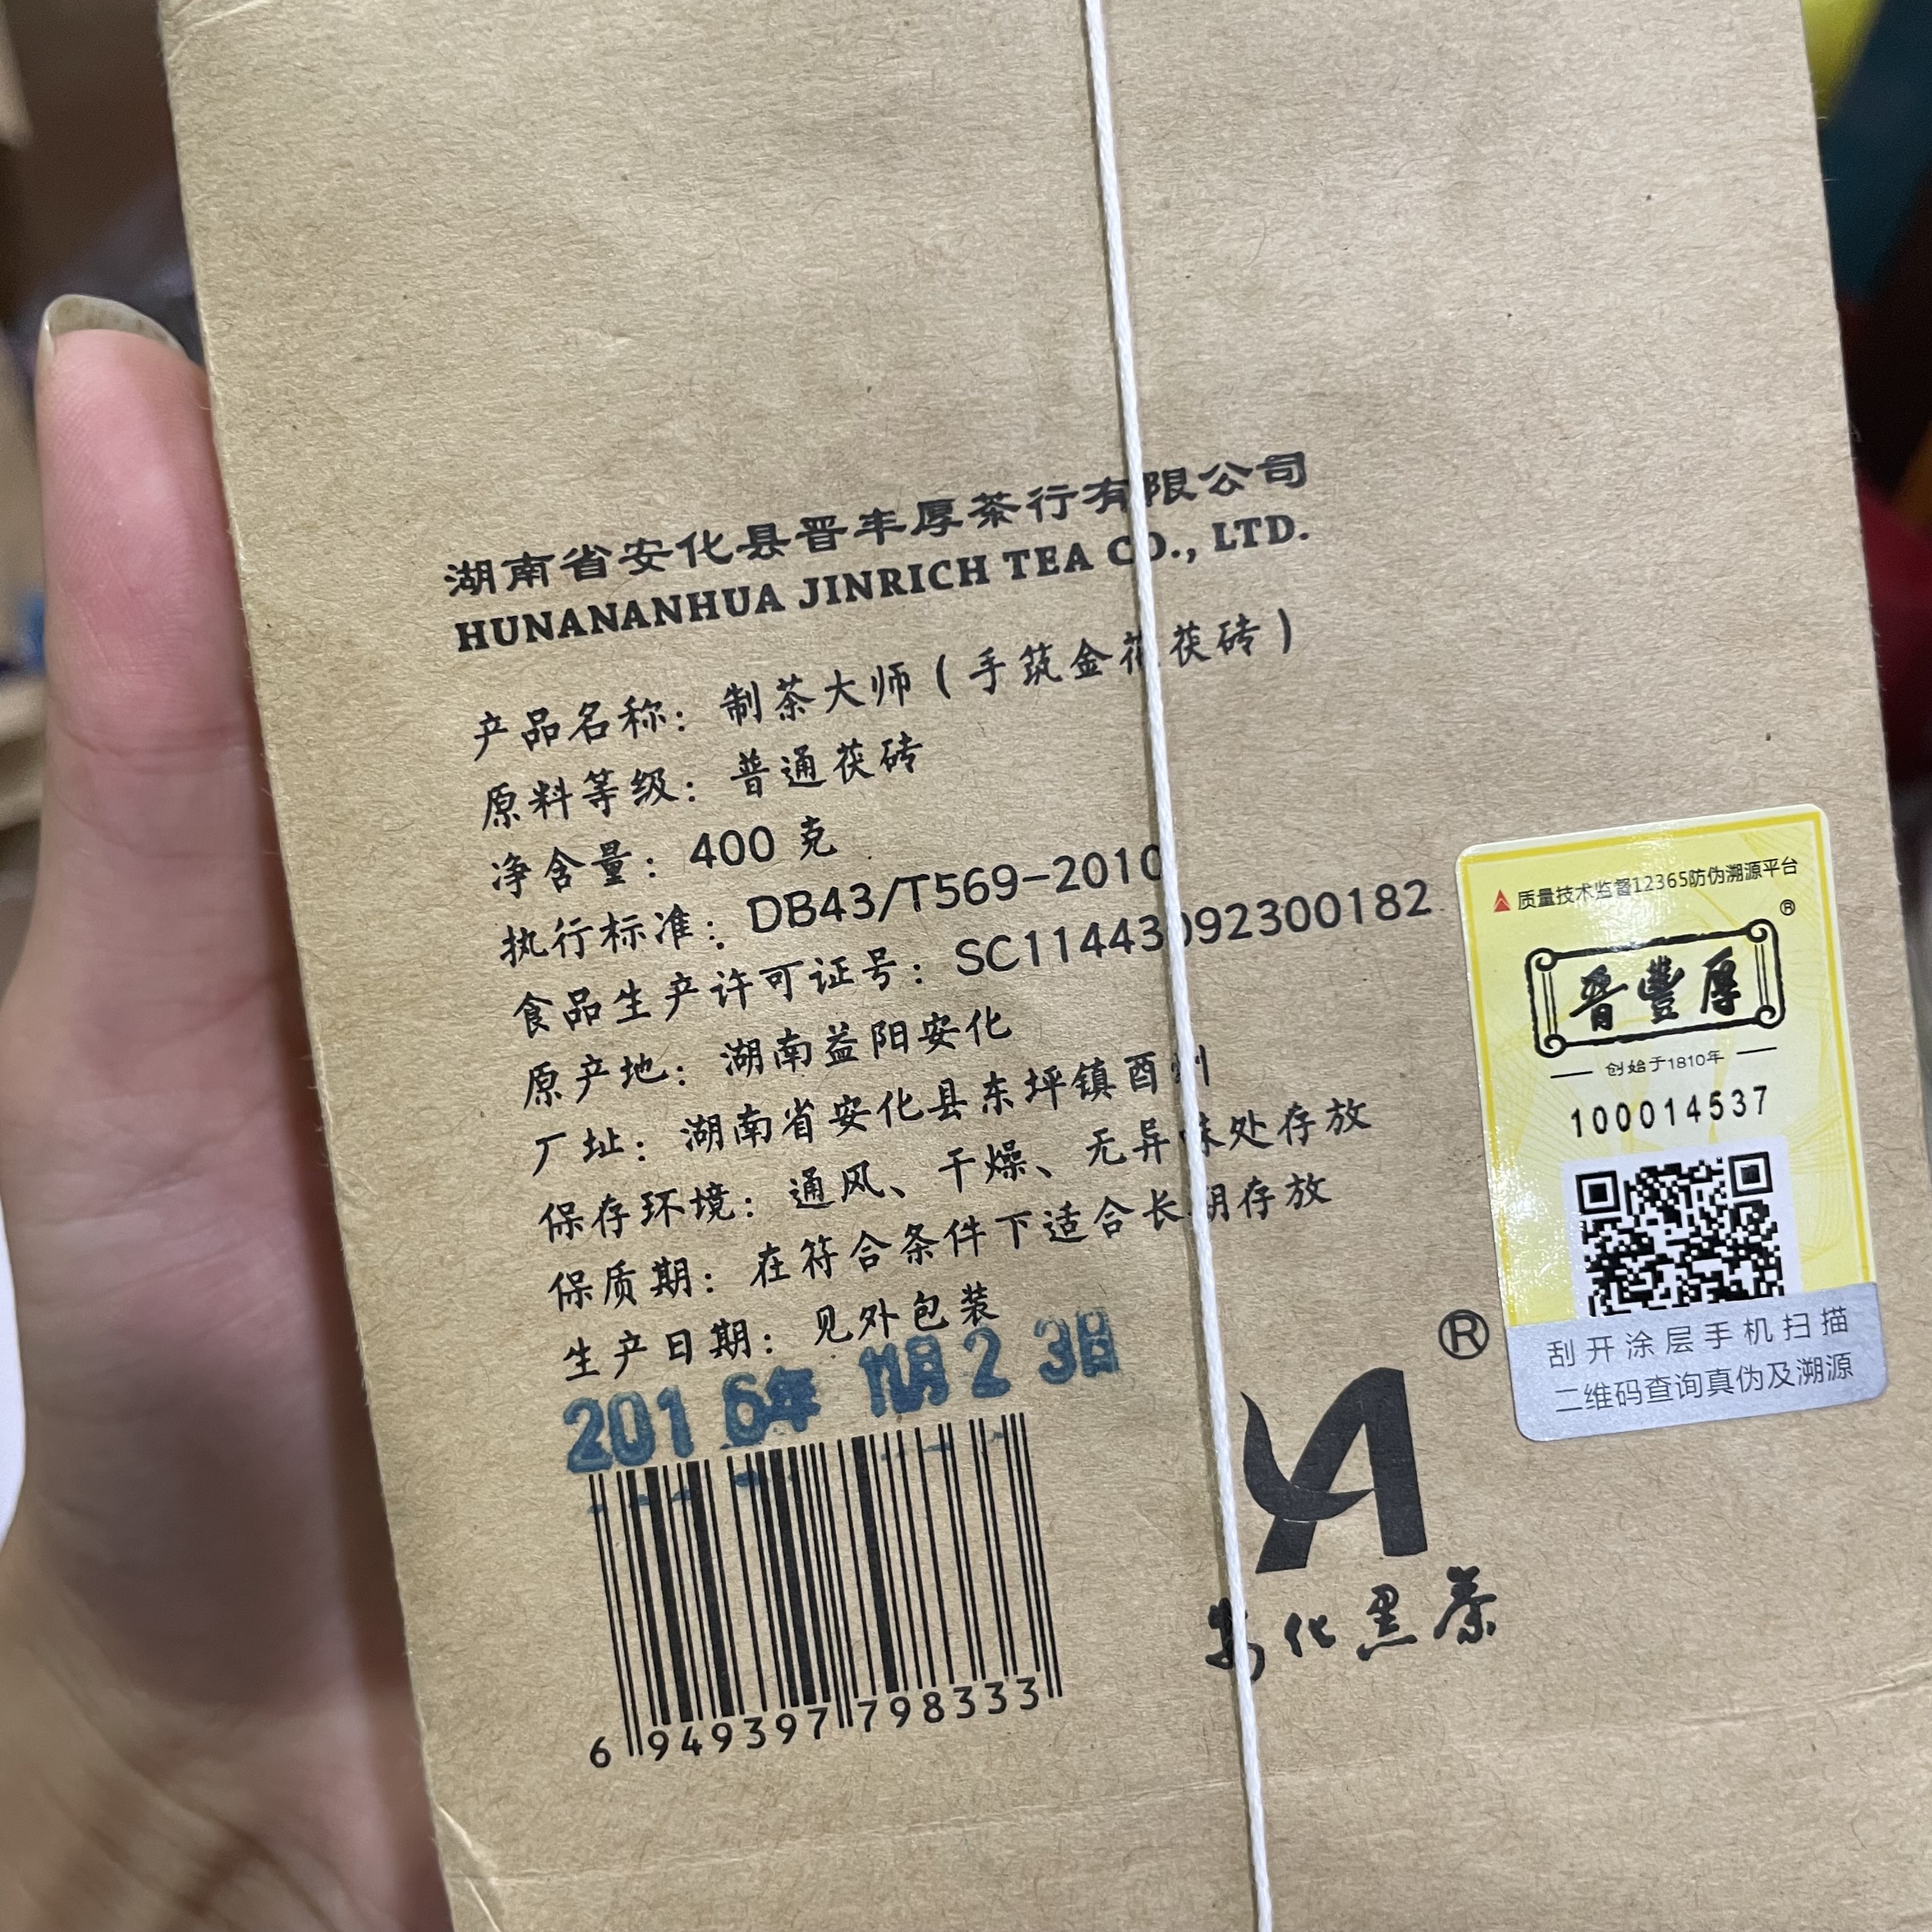 湖南省安化县晋丰厚茶行有限公司
HUNANANHUA JINRICH TEA CO., LTD.
产品名称：制茶大师（手筑金花茯砖）
原料等级：普通茯砖
净含量：400 克
执行标准：DB43/T569-2010
食品生产许可证号：SC11443092300182
原产地：湖南益阳安化
厂址：湖南省安化县东坪镇酉州
保存环境：通风、干燥、无异味处存放
保质期：在符合条件下适合长期存放
生产日期：见外包装
2016年 11月23日
6 949397 798333
®
安化黑茶
质量技术监督12365防伪溯源平台
®
晋豐厚
创始于1810年
100014537
刮开涂层手机扫描
二维码查询真伪及溯源